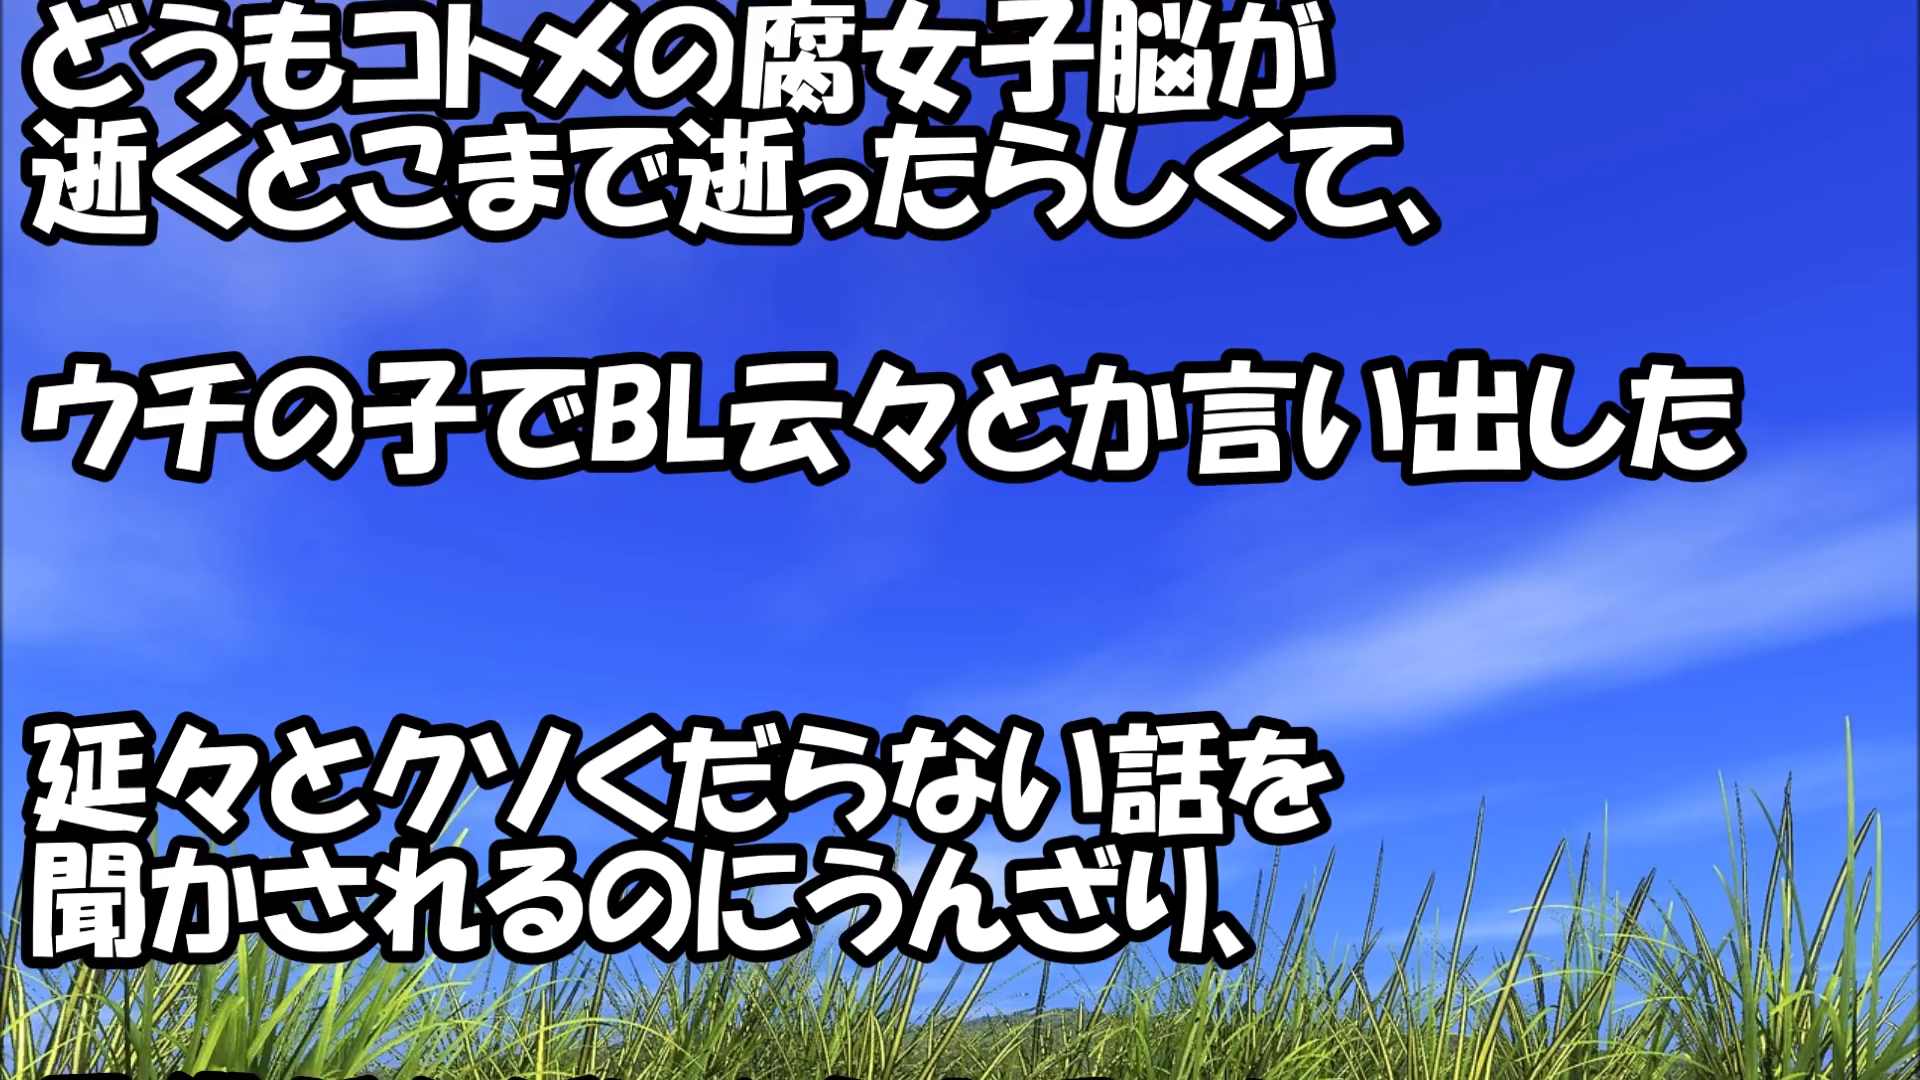 どうもコトメの腐女子脳が
逝くとこまで逝ったらしくて、
ウチの子でBL云々とか言い出した
延々とクソくだらない話を
聞かされるのにうんざり、